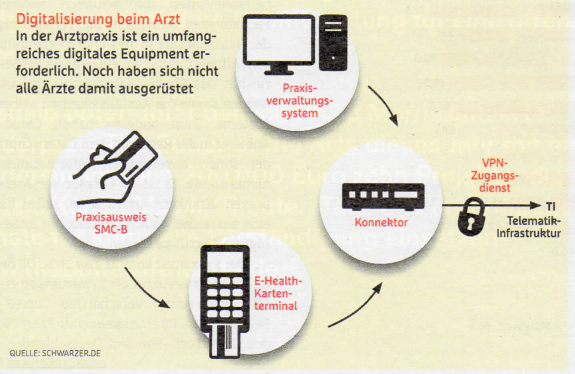 Digitalisierung beim Arzt
In der Arztpraxis ist ein umfang-
reiches digitales Equipment er-
forderlich. Noch haben sich nicht
alle Ärzte damit ausgerüstet
Praxis-
verwaltungs-
system
Praxisausweis
SMC-B
Konnektor
VPN-
Zugangs-
dienst
TI
Telematik-
Infrastruktur
E-Health-
Karten-
terminal
QUELLE: SCHWARZER.DE